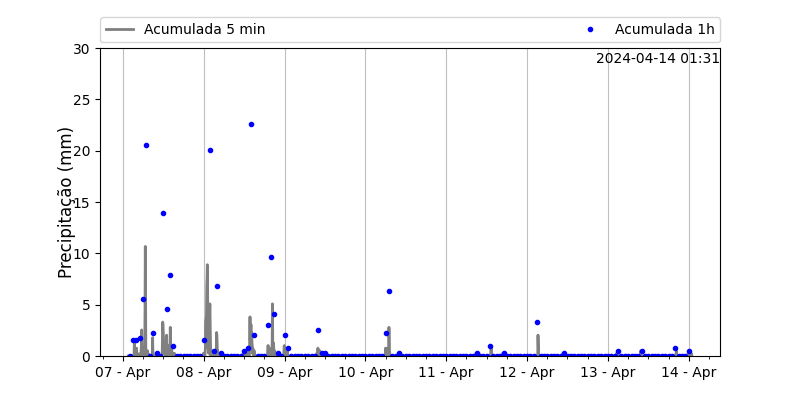 Acumulada 5 min
Acumulada 1h
2024-04-14 01:31
Precipitação (mm)
30
25
20
15
10
5
0
07 - Apr
08 - Apr
09 - Apr
10 - Apr
11 - Apr
12 - Apr
13 - Apr
14 - Apr